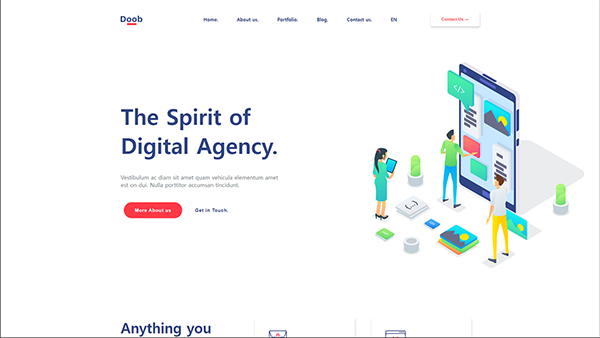 Doob
Home.
About us.
Portfolio.
Blog.
Contact us.
EN
Contact Us →
The Spirit of
Digital Agency.
Vestibulum ac diam sit amet quam vehicula elementum amet
est on dui. Nulla porttitor accumsan tincidunt.
More About us
Get in Touch.
</>
Anything you